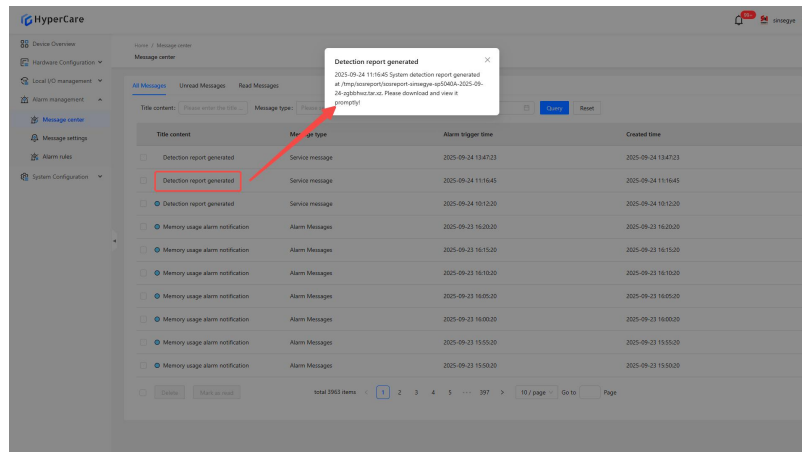 HyperCare
99+
sinsegye
Device Overview
Hardware Configuration
Local I/O management
Alarm management
Message center
Message settings
Alarm rules
System Configuration
Home / Message center
Message center
Detection report generated
2025-09-24 11:16:45 System detection report generated
at /tmp/sosreport/sosreport-sinsegye-sp5040A-2025-09-
24-zgbbhwz.tar.xz. Please download and view it
promptly!
All Messages Unread Messages Read Messages
Title content: Please enter the title ... Message type: Please
Query Reset
Title content Message type Alarm trigger time Created time
Detection report generated Service message 2025-09-24 13:47:23 2025-09-24 13:47:23
Detection report generated Service message 2025-09-24 11:16:45 2025-09-24 11:16:45
Detection report generated Service message 2025-09-24 10:12:20 2025-09-24 10:12:20
Memory usage alarm notification Alarm Messages 2025-09-23 16:20:20 2025-09-23 16:20:20
Memory usage alarm notification Alarm Messages 2025-09-23 16:15:20 2025-09-23 16:15:20
Memory usage alarm notification Alarm Messages 2025-09-23 16:10:20 2025-09-23 16:10:20
Memory usage alarm notification Alarm Messages 2025-09-23 16:05:20 2025-09-23 16:05:20
Memory usage alarm notification Alarm Messages 2025-09-23 16:00:20 2025-09-23 16:00:20
Memory usage alarm notification Alarm Messages 2025-09-23 15:55:20 2025-09-23 15:55:20
Memory usage alarm notification Alarm Messages 2025-09-23 15:50:20 2025-09-23 15:50:20
Delete Mark as read total 3963 items < 1 2 3 4 5 ··· 397 > 10 / page Go to Page